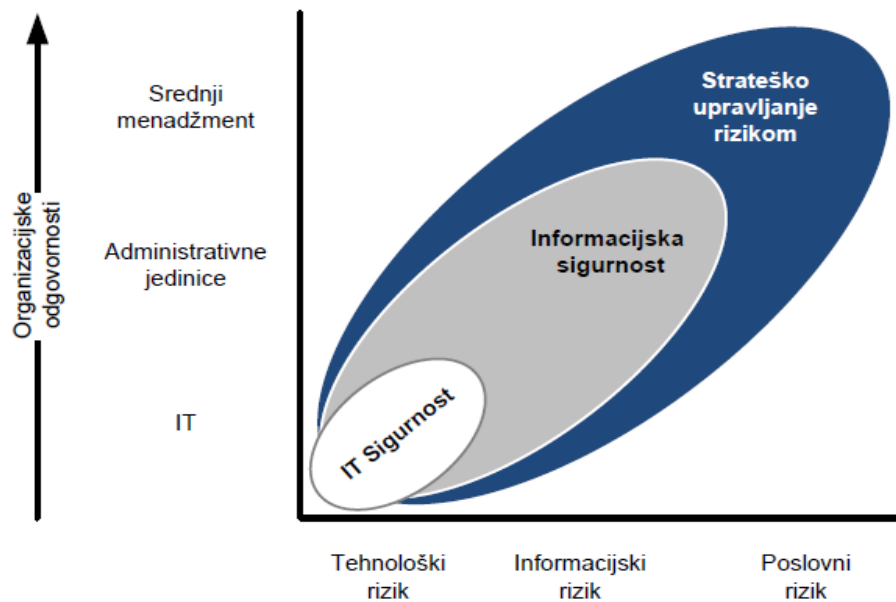 Organizacijske
odgovornosti
Srednji
menadžment
Administrativne
jedinice
IT
Strateško
upravljanje
rizikom
Informacijska
sigurnost
IT Sigurnost
Tehnološki
rizik
Informacijski
rizik
Poslovni
rizik